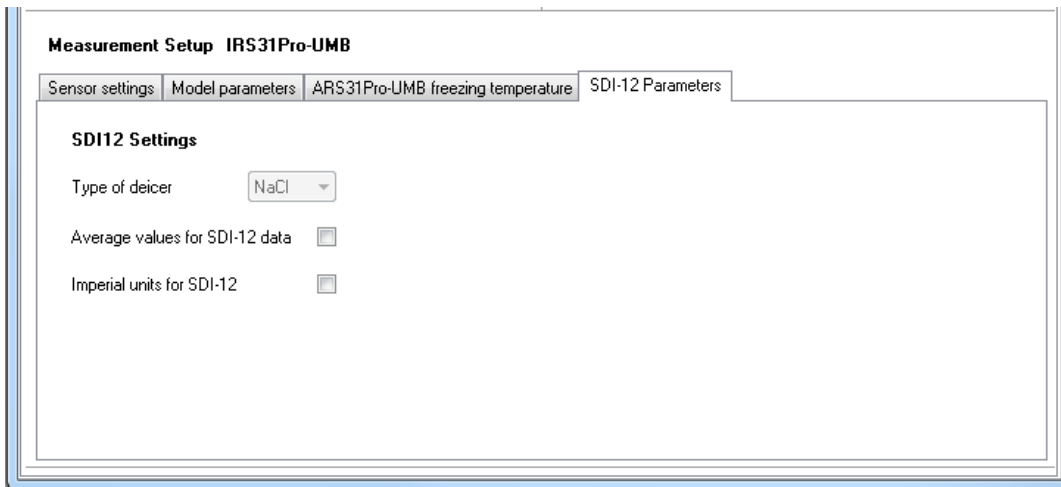 Measurement Setup IRS31Pro-UMB
Sensor settings Model parameters ARS31Pro-UMB freezing temperature SDI-12 Parameters
SDI12 Settings
Type of deicer NaCl
Average values for SDI-12 data
Imperial units for SDI-12